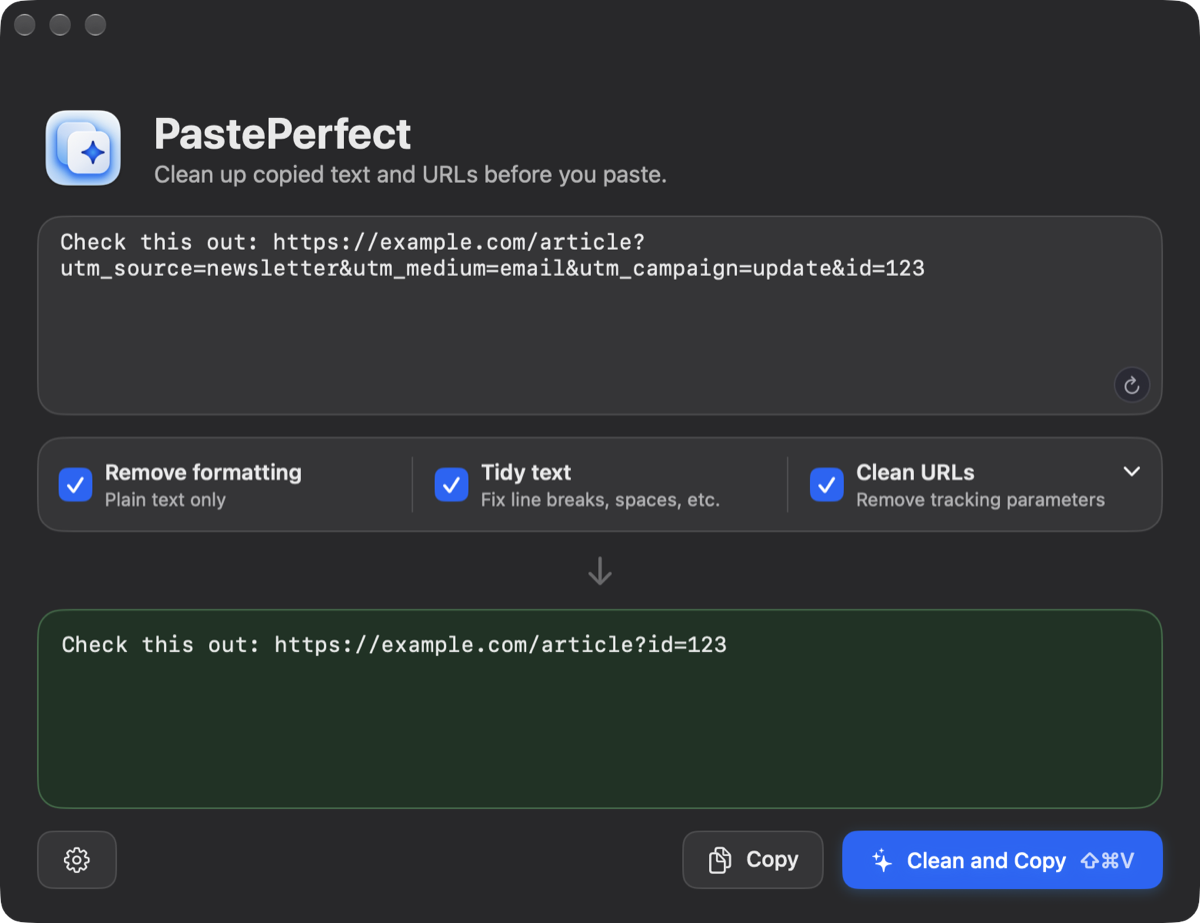 PastePerfect
Clean up copied text and URLs before you paste.
Check this out: https://example.com/article?
utm_source=newsletter&utm_medium=email&utm_campaign=update&id=123
Remove formatting
Plain text only
Tidy text
Fix line breaks, spaces, etc.
Clean URLs
Remove tracking parameters
Check this out: https://example.com/article?id=123
Copy
Clean and Copy ⇧⌘V